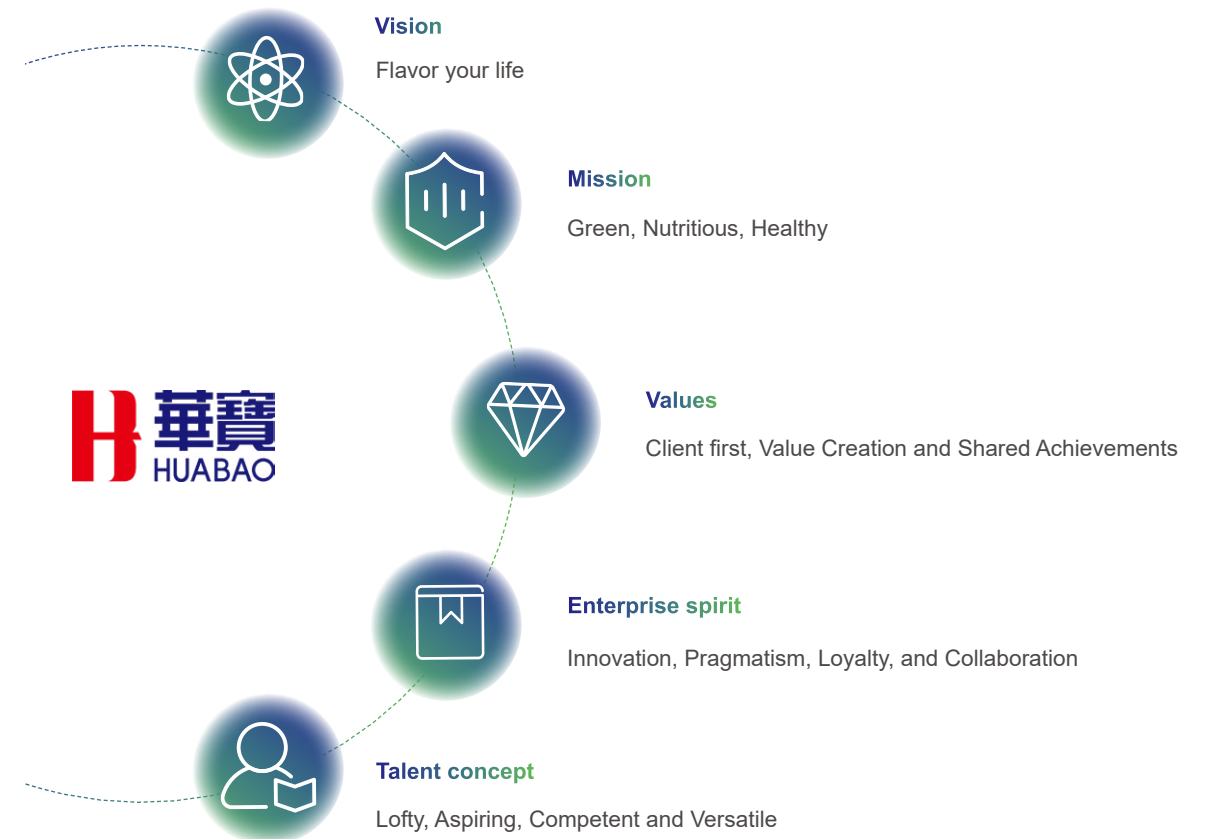 Vision
Flavor your life
Mission
Green, Nutritious, Healthy
華寶
HUABAO
Values
Client first, Value Creation and Shared Achievements
Enterprise spirit
Innovation, Pragmatism, Loyalty, and Collaboration
Talent concept
Lofty, Aspiring, Competent and Versatile